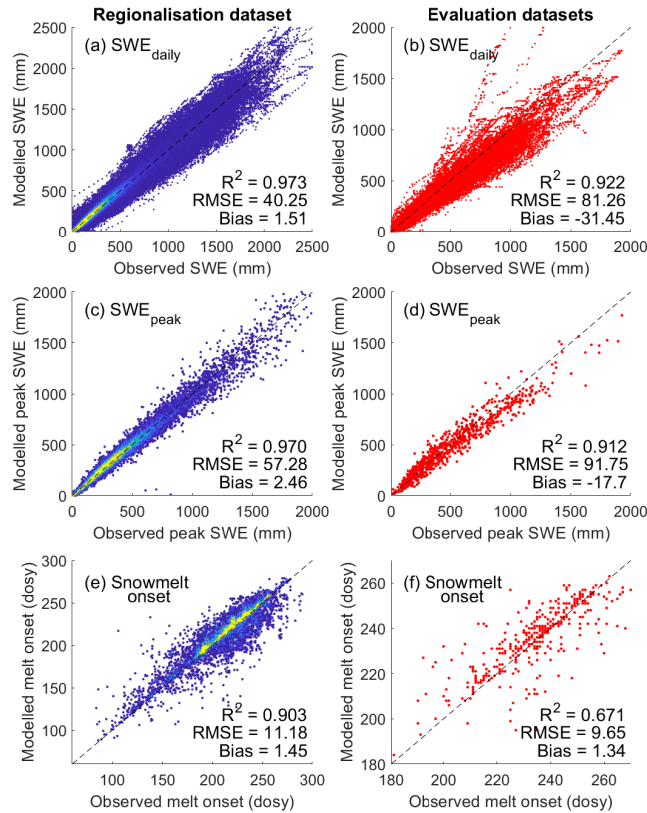 Regionalisation dataset
Evaluation datasets
(a) SWE_daily
R² = 0.973
RMSE = 40.25
Bias = 1.51
Modelled SWE (mm)
2500
2000
1500
1000
500
0
0 500 1000 1500 2000 2500
Observed SWE (mm)
(b) SWE_daily
R² = 0.922
RMSE = 81.26
Bias = -31.45
Modelled SWE (mm)
2000
1500
1000
500
0
0 500 1000 1500 2000
Observed SWE (mm)
(c) SWE_peak
R² = 0.970
RMSE = 57.28
Bias = 2.46
Modelled peak SWE (mm)
2000
1500
1000
500
0
0 500 1000 1500 2000
Observed peak SWE (mm)
(d) SWE_peak
R² = 0.912
RMSE = 91.75
Bias = -17.7
Modelled peak SWE (mm)
2000
1500
1000
500
0
0 500 1000 1500 2000
Observed peak SWE (mm)
(e) Snowmelt
onset
R² = 0.903
RMSE = 11.18
Bias = 1.45
Modelled melt onset (dosy)
300
250
200
150
100
100 150 200 250 300
Observed melt onset (dosy)
(f) Snowmelt
onset
R² = 0.671
RMSE = 9.65
Bias = 1.34
Modelled melt onset (dosy)
260
240
220
200
180
180 200 220 240 260
Observed melt onset (dosy)